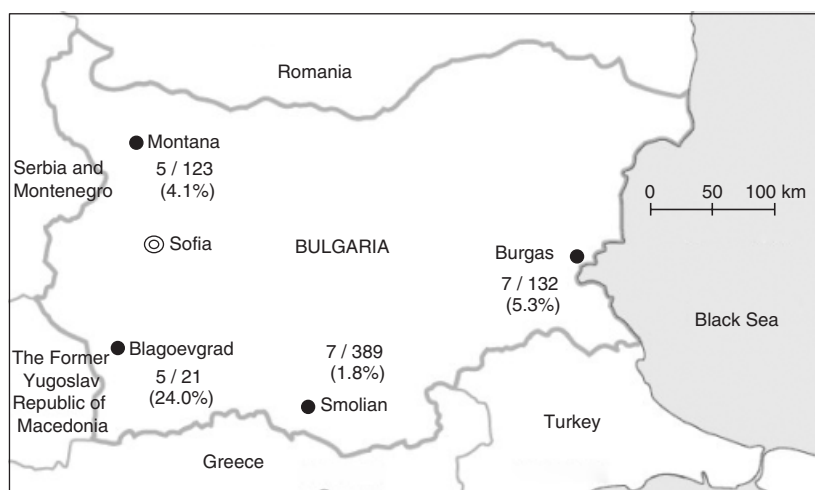 Romania
Montana
5 / 123
(4.1%)
Serbia and
Montenegro
0 50 100 km
Sofia
BULGARIA
Burgas
7 / 132
(5.3%)
Black Sea
Blagoevgrad
5 / 21
(24.0%)
7 / 389
(1.8%)
Smolian
The Former
Yugoslav
Republic of
Macedonia
Turkey
Greece